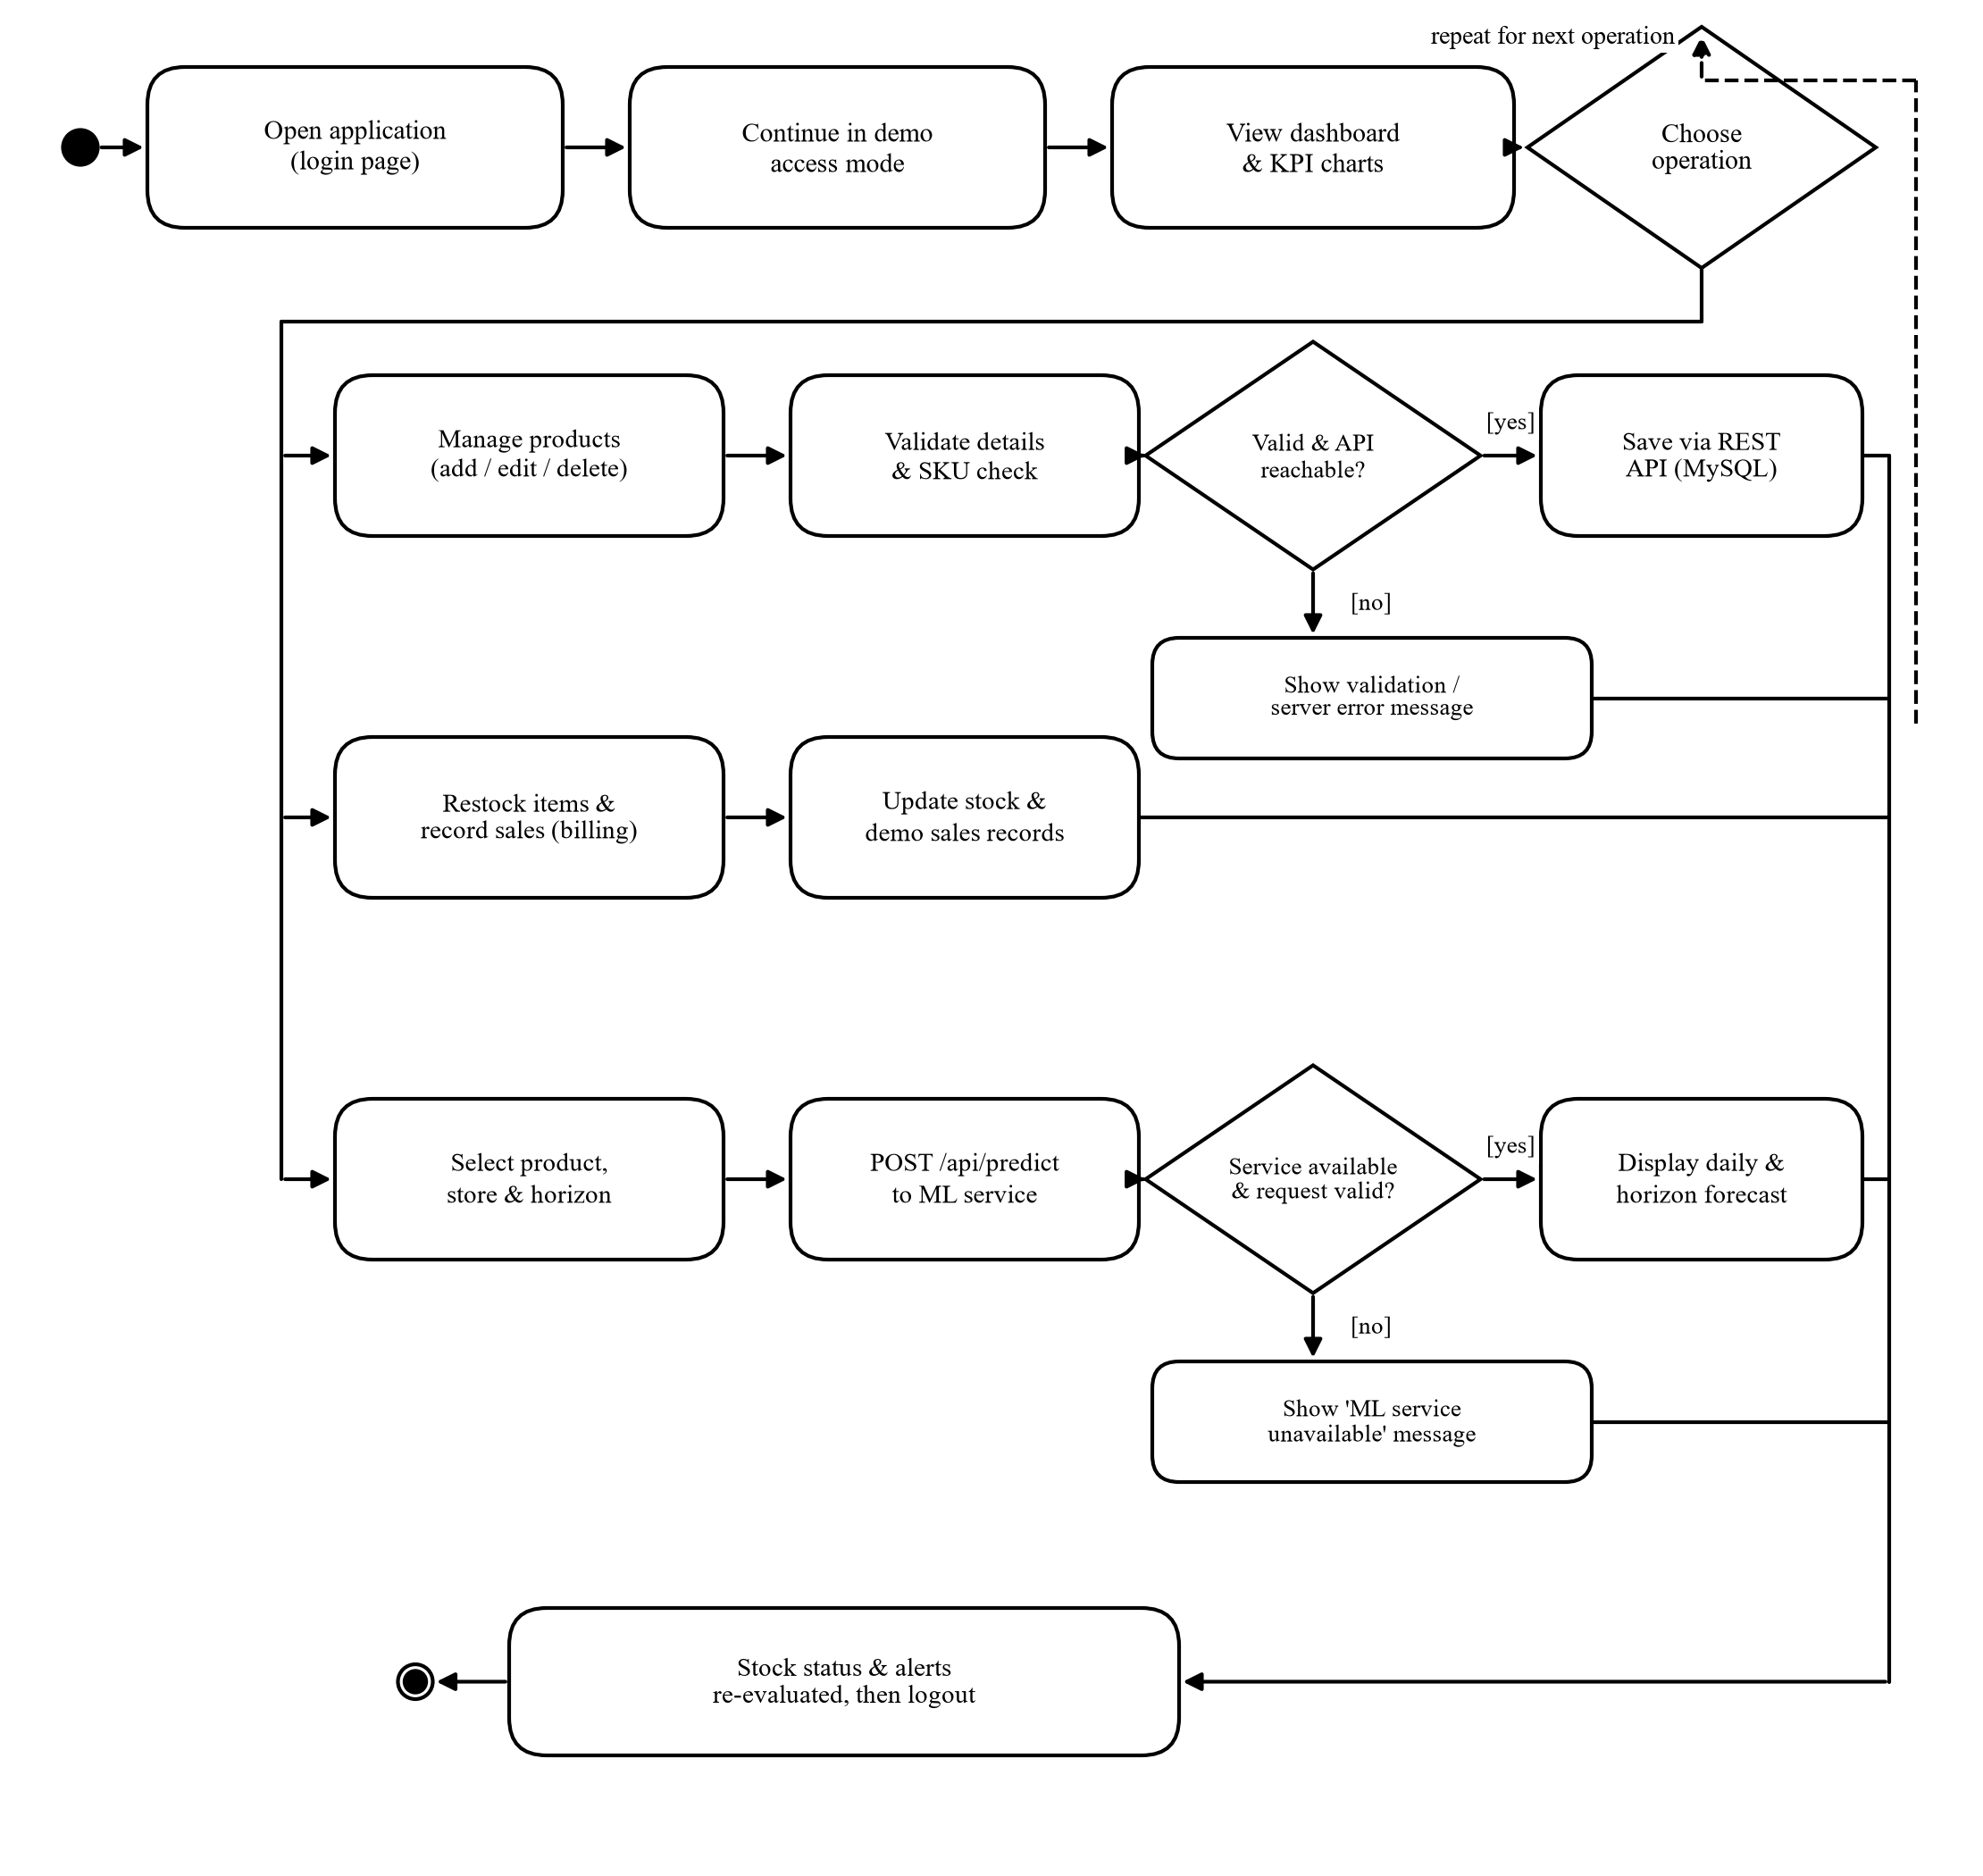 repeat for next operation
Open application
(login page)
Continue in demo
access mode
View dashboard
& KPI charts
Choose
operation
Manage products
(add / edit / delete)
Validate details
& SKU check
Valid & API
reachable?
[yes]
Save via REST
API (MySQL)
[no]
Show validation /
server error message
Restock items &
record sales (billing)
Update stock &
demo sales records
Select product,
store & horizon
POST /api/predict
to ML service
Service available
& request valid?
[yes]
Display daily &
horizon forecast
[no]
Show 'ML service
unavailable' message
Stock status & alerts
re-evaluated, then logout